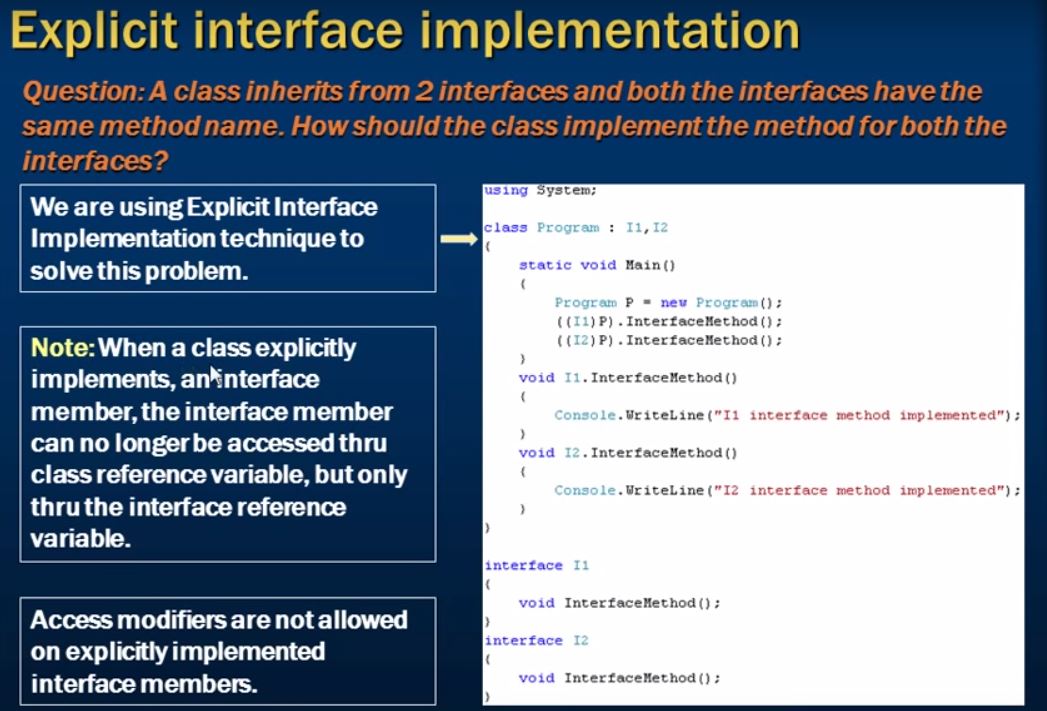 Explicit interface implementation
Question: A class inherits from 2 interfaces and both the interfaces have the
same method name. How should the class implement the method for both the
interfaces?
We are using Explicit Interface
Implementation technique to
solve this problem.
Note: When a class explicitly
implements, an interface
member, the interface member
can no longer be accessed thru
class reference variable, but only
thru the interface reference
variable.
Access modifiers are not allowed
on explicitly implemented
interface members.
using System;
class Program : I1,I2
{
static void Main()
{
Program P = new Program();
((I1)P).InterfaceMethod();
((I2)P).InterfaceMethod();
}
void I1.InterfaceMethod()
{
Console.WriteLine("I1 interface method implemented");
}
void I2.InterfaceMethod()
{
Console.WriteLine("I2 interface method implemented");
}
}
interface I1
{
void InterfaceMethod();
}
interface I2
{
void InterfaceMethod();
}